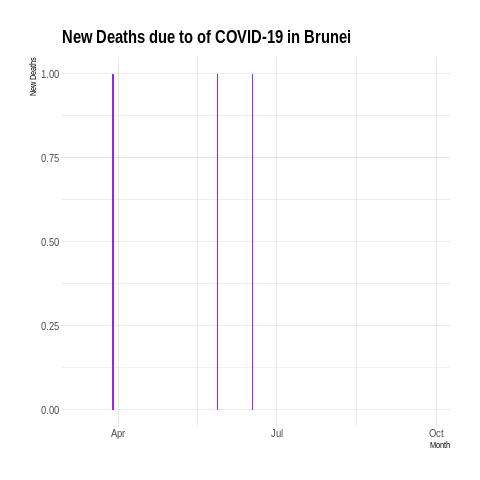 New Deaths due to of COVID-19 in Brunei
New Deaths
1.00
0.75
0.50
0.25
0.00
Apr Jul Oct
Month